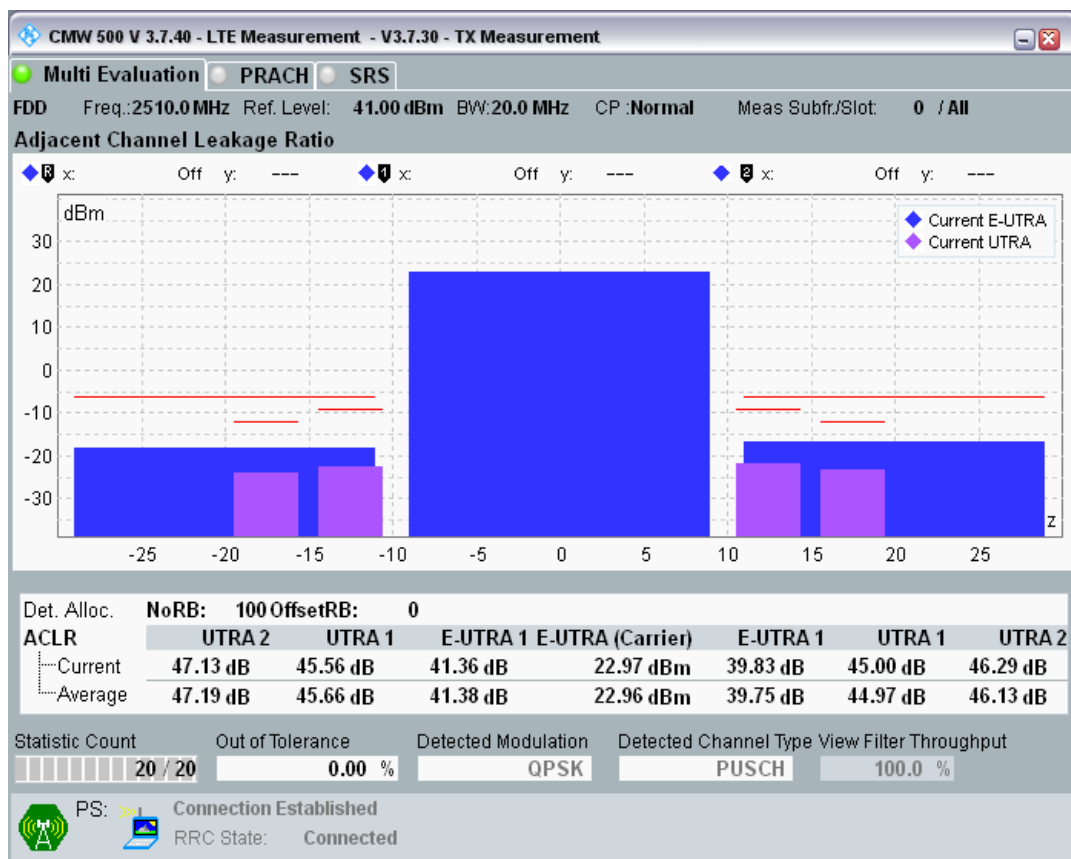 CMW 500 V 3.7.40 - LTE Measurement - V3.7.30 - TX Measurement
Multi Evaluation PRACH SRS
FDD Freq.:2510.0 MHz Ref. Level: 41.00 dBm BW:20.0 MHz CP :Normal Meas Subfr./Slot: 0 / All
Adjacent Channel Leakage Ratio
R x: Off y: --- 1 x: Off y: --- 2 x: Off y: ---
dBm
Current E-UTRA
Current UTRA
30
20
10
0
-10
-20
-30
z
-25 -20 -15 -10 -5 0 5 10 15 20 25
Det. Alloc. NoRB: 100 OffsetRB: 0
ACLR UTRA 2 UTRA 1 E-UTRA 1 E-UTRA (Carrier) E-UTRA 1 UTRA 1 UTRA 2
Current 47.13 dB 45.56 dB 41.36 dB 22.97 dBm 39.83 dB 45.00 dB 46.29 dB
Average 47.19 dB 45.66 dB 41.38 dB 22.96 dBm 39.75 dB 44.97 dB 46.13 dB
Statistic Count Out of Tolerance Detected Modulation Detected Channel Type View Filter Throughput
20 / 20 0.00 % QPSK PUSCH 100.0 %
PS: Connection Established
RRC State: Connected